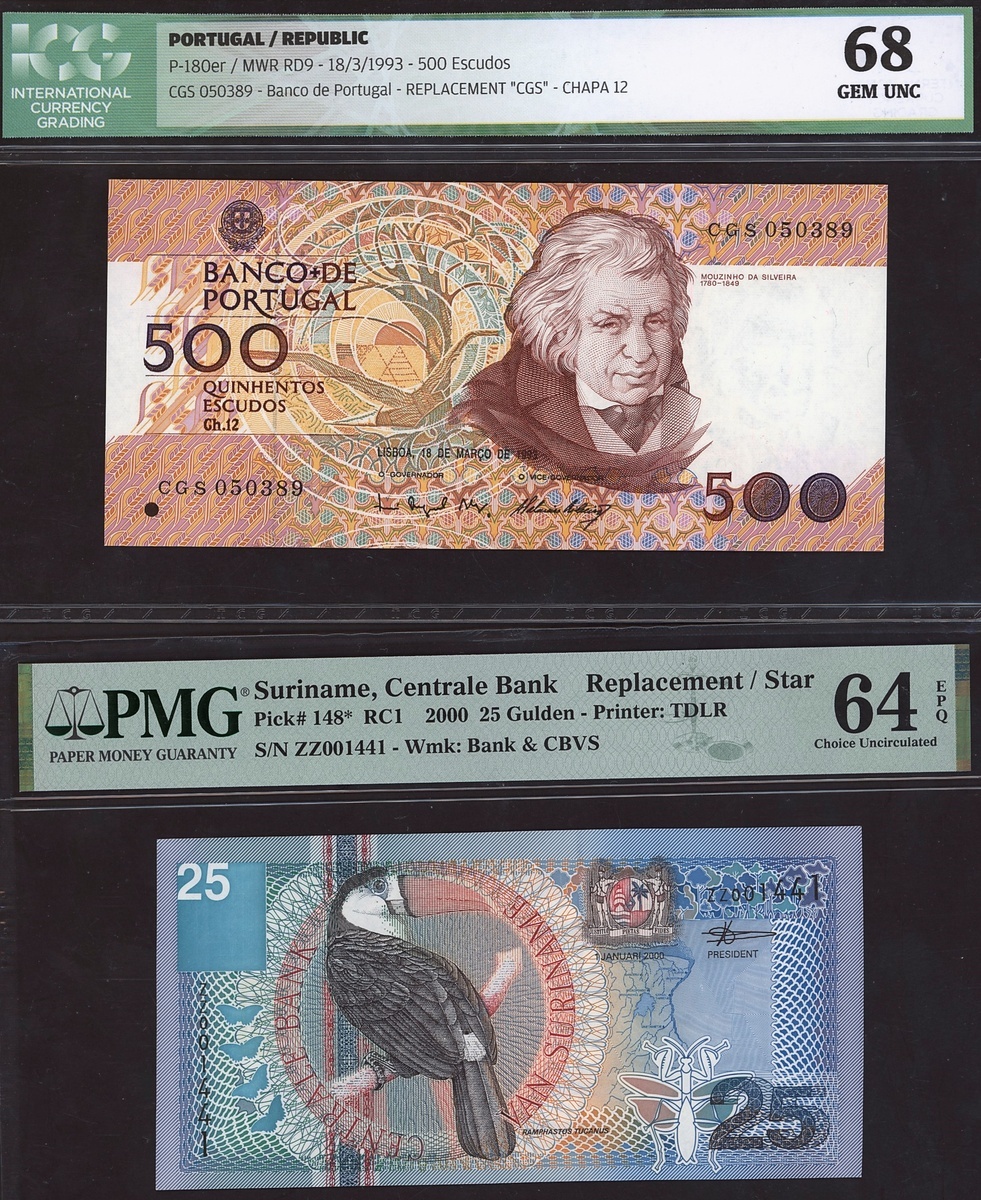 ICG
INTERNATIONAL
CURRENCY
GRADING
PORTUGAL / REPUBLIC
P-180er / MWR RD9 - 18/3/1993 - 500 Escudos
CGS 050389 - Banco de Portugal - REPLACEMENT "CGS" - CHAPA 12
68
GEM UNC
CGS 050389
MOUZINHO DA SILVEIRA
1780-1849
BANCO DE
PORTUGAL
500
QUINHENTOS
ESCUDOS
Ch.12
LISBOA, 18 DE MARÇO DE 1993
O GOVERNADOR
O VICE-GOVERNADOR
CGS 050389
500
PMG®
PAPER MONEY GUARANTY
Suriname, Centrale Bank Replacement / Star
Pick# 148* RC1 2000 25 Gulden - Printer: TDLR
S/N ZZ001441 - Wmk: Bank & CBVS
64
Choice Uncirculated
EPQ
25
ZZ001441
1 JANUARI 2000
PRESIDENT
CENTRALE BANK
VAN SURINAME
ZZ001441
RAMPHASTOS TUCANUS
25